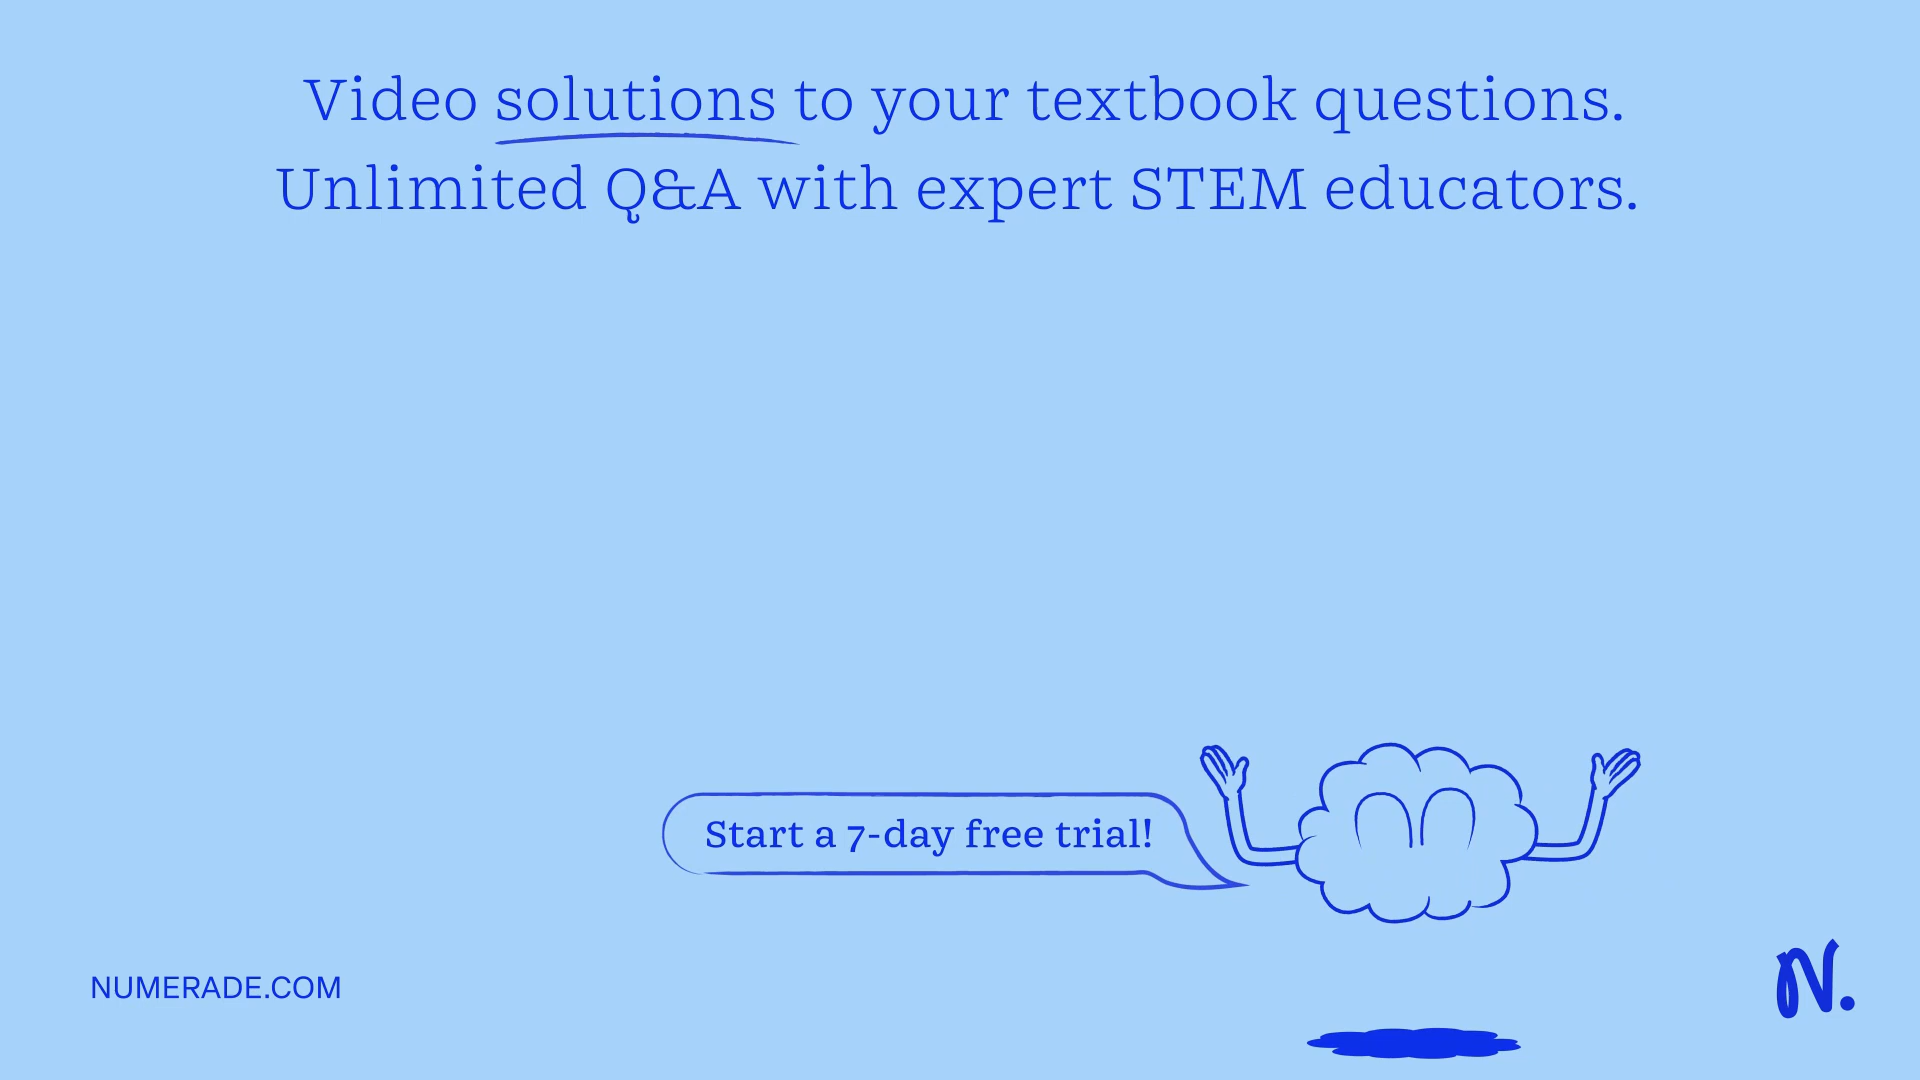 Video solutions to your textbook questions.
Unlimited Q&A with expert STEM educators.
Start a 7-day free trial!
NUMERADE.COM
N.